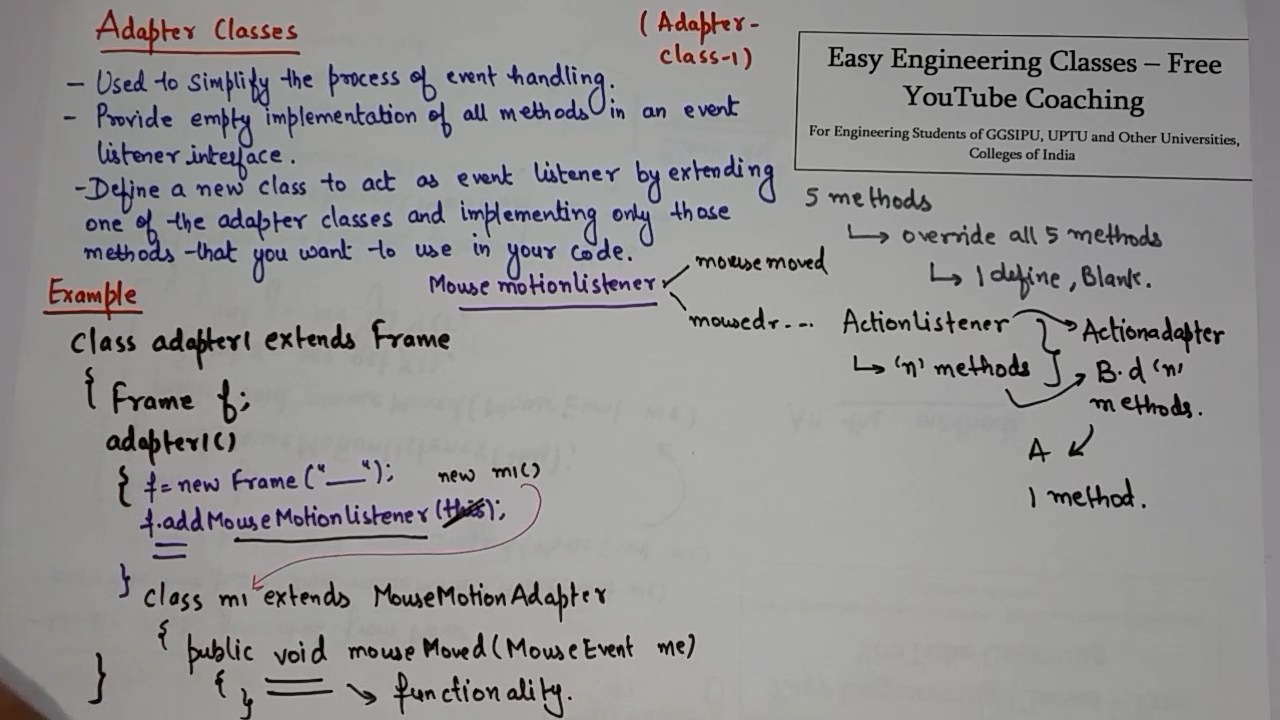 Adapter Classes
(Adapter-
class-1)
- Used to simplify the process of event handling.
- Provide empty implementation of all methods in an event
listener interface.
- Define a new class to act as event listener by extending
one of the adapter classes and implementing only those
methods that you want to use in your code.
Easy Engineering Classes – Free
YouTube Coaching
For Engineering Students of GGSIPU, UPTU and Other Universities,
Colleges of India
5 methods
↳ override all 5 methods
↳ 1 define, Blank.
Mouse motionlistener
mouse moved
mousedr---
ActionListener
→ Actionadapter
↳ 'n' methods
B.d 'n'
methods.
A
1 method.
Example
class adapter1 extends Frame
{ Frame f;
adapter1()
{ f = new Frame("__");
new m1()
f.addMouseMotionlistener(this);
}
class m1 extends MouseMotionAdapter
{ public void mouseMoved(MouseEvent me)
{ } → functionality.
}